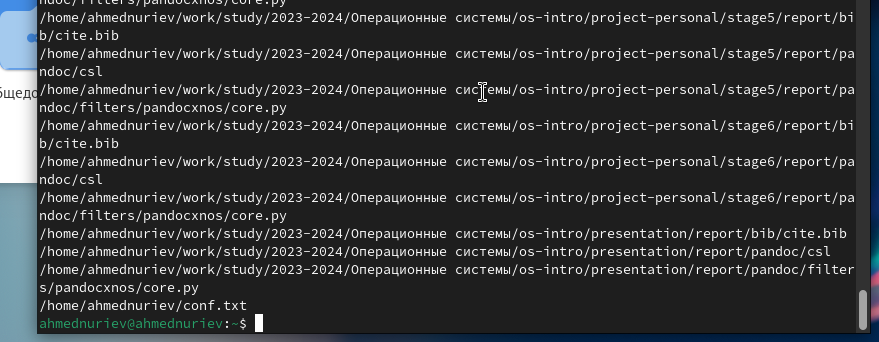 /home/ahmednuriev/work/study/2023-2024/Операционные системы/os-intro/project-personal/stage5/report/bi
b/cite.bib
/home/ahmednuriev/work/study/2023-2024/Операционные системы/os-intro/project-personal/stage5/report/pa
ndoc/csl
/home/ahmednuriev/work/study/2023-2024/Операционные системы/os-intro/project-personal/stage5/report/pa
ndoc/filters/pandocxnos/core.py
/home/ahmednuriev/work/study/2023-2024/Операционные системы/os-intro/project-personal/stage6/report/bi
b/cite.bib
/home/ahmednuriev/work/study/2023-2024/Операционные системы/os-intro/project-personal/stage6/report/pa
ndoc/csl
/home/ahmednuriev/work/study/2023-2024/Операционные системы/os-intro/project-personal/stage6/report/pa
ndoc/filters/pandocxnos/core.py
/home/ahmednuriev/work/study/2023-2024/Операционные системы/os-intro/presentation/report/bib/cite.bib
/home/ahmednuriev/work/study/2023-2024/Операционные системы/os-intro/presentation/report/pandoc/csl
/home/ahmednuriev/work/study/2023-2024/Операционные системы/os-intro/presentation/report/pandoc/filter
s/pandocxnos/core.py
/home/ahmednuriev/conf.txt
ahmednuriev@ahmednuriev:~$